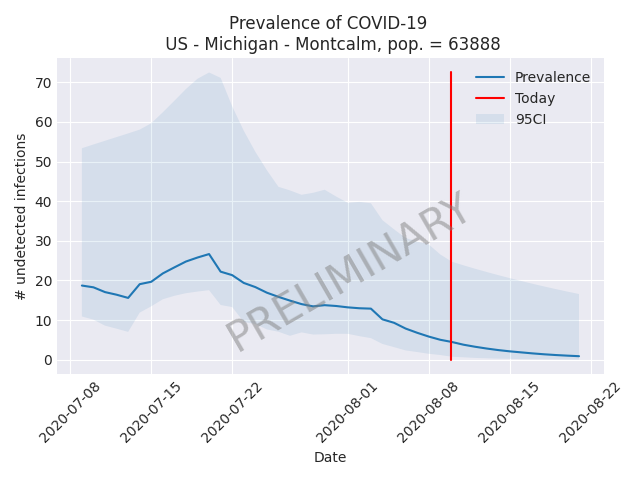 Prevalence of COVID-19
US - Michigan - Montcalm, pop. = 63888
Prevalence
Today
95CI
# undetected infections
70
60
50
40
30
20
10
0
PRELIMINARY
2020-07-08
2020-07-15
2020-07-22
2020-08-01
2020-08-08
2020-08-15
2020-08-22
Date